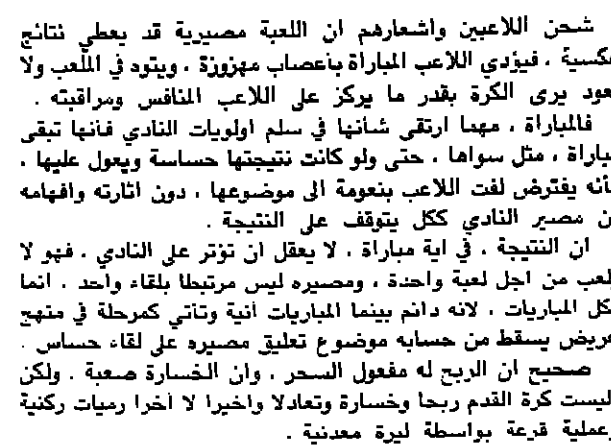 شحن اللاعبين واشعارهم ان اللعبة مصيرية قد يعطي نتائج
عكسية ، فيؤدي اللاعب المباراة بأعصاب مهزوزة ، ويتود في الملعب ولا
يعود يرى الكرة بقدر ما يركز على اللاعب المنافس ومراقبته .
فالمباراة ، مهما ارتقى شأنها في سلم اولويات النادي فأنها تبقى
مباراة ، مثل سواها ، حتى ولو كانت نتيجتها حساسة ويعول عليها ،
فأنه يفترض لفت اللاعب بنعومة الى موضوعها ، دون اثارته وافهامه
ان مصير النادي ككل يتوقف على النتيجة .
ان النتيجة ، في اية مباراة ، لا يعقل ان تؤثر على النادي . فهو لا
يلعب من اجل لعبة واحدة ، ومصيره ليس مرتبطا بلقاء واحد . انما
بكل المباريات ، لانه دائم بينما المباريات آنية وتأتي كمرحلة في منهج
عريض يسقط من حسابه موضوع تعليق مصيره على لقاء حساس .
صحيح ان الربح له مفعول السحر ، وان الخسارة صعبة . ولكن
اليست كرة القدم ربحا وخسارة وتعادلا واخيرا لا آخرا رميات ركنية
وعملية قرعة بواسطة ليرة معدنية .